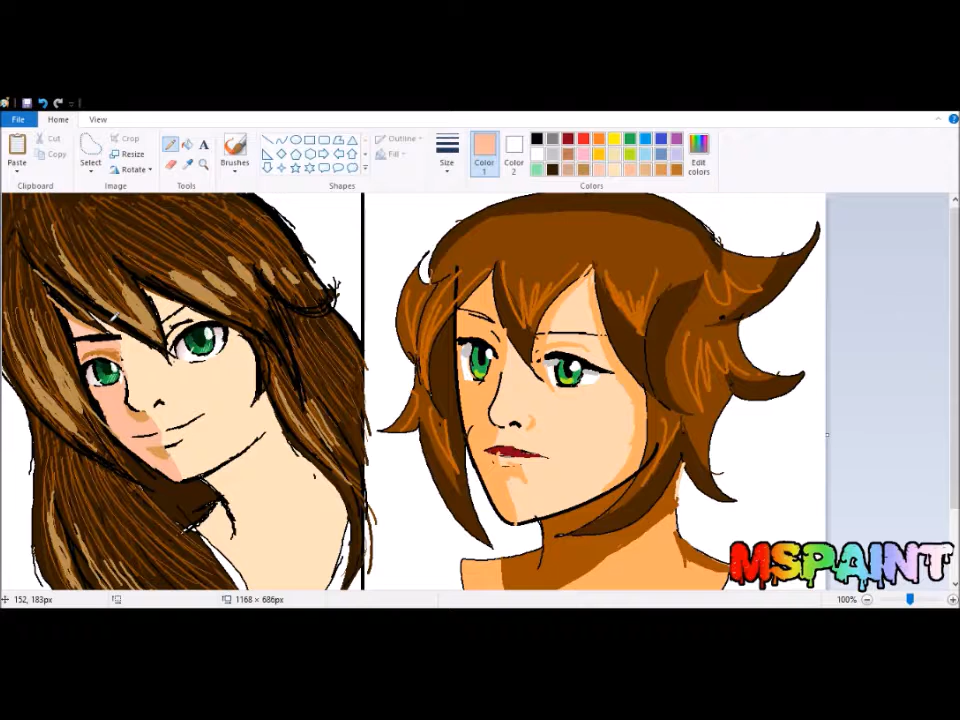 File Home View
Paste
Cut
Copy
Clipboard
Select
Crop
Resize
Rotate
Image
A
Tools
Brushes
Outline
Fill
Shapes
Size
Color
1
Color
2
Edit
colors
Colors
MSPAINT
152, 183px
1168 × 686px
100%